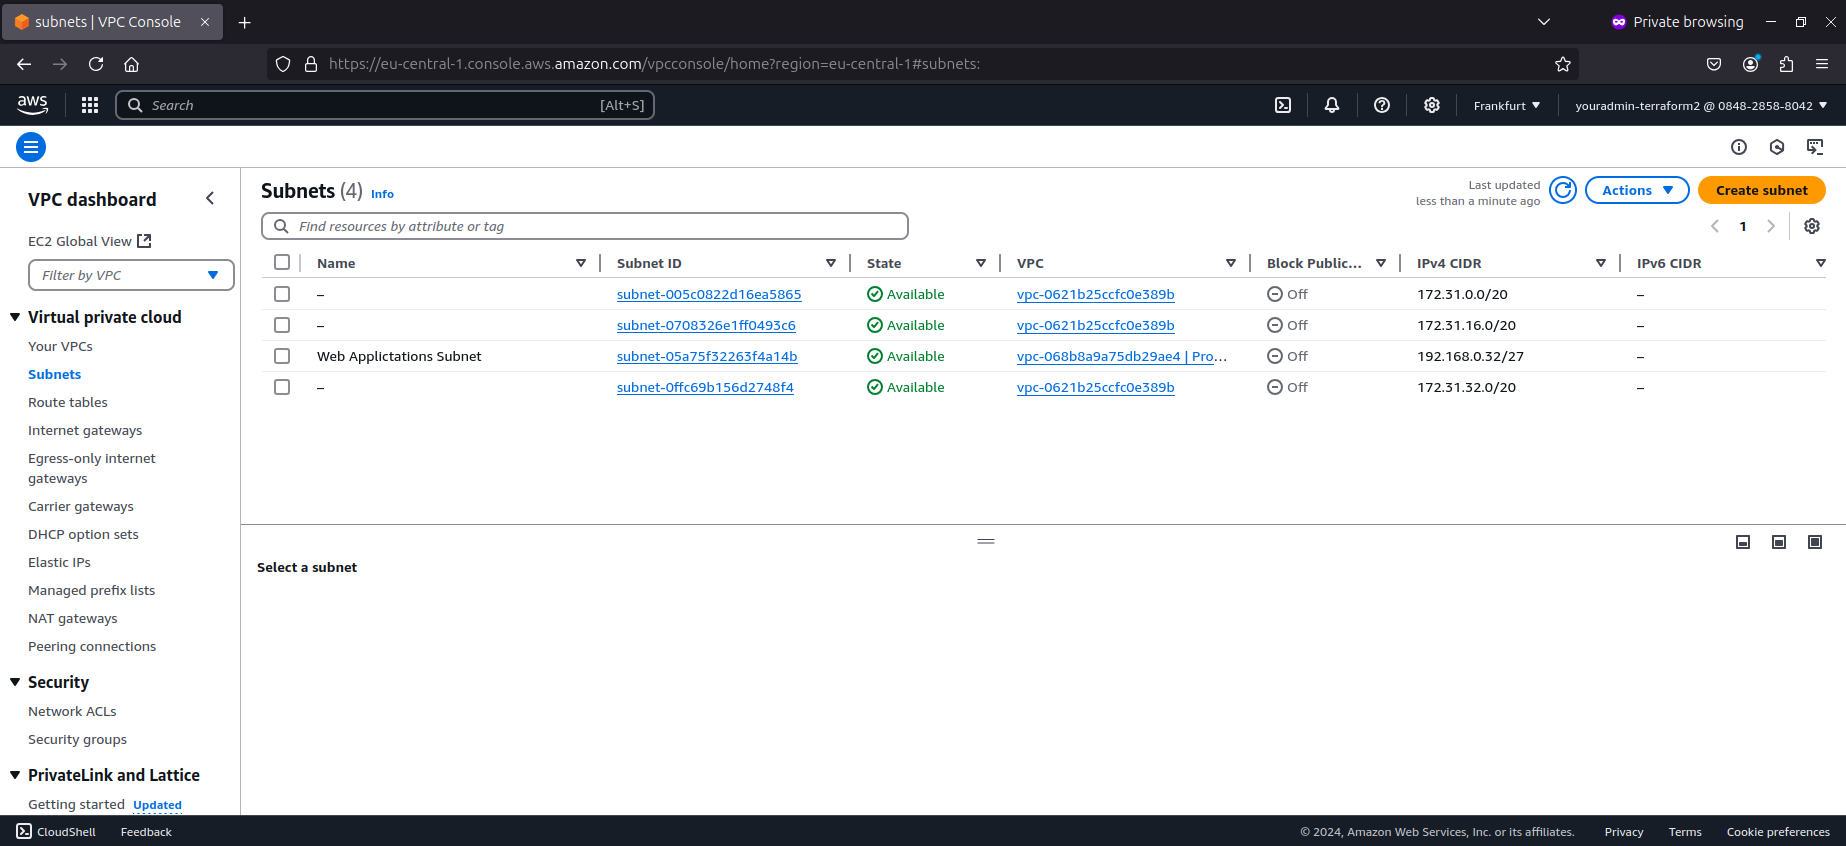 subnets | VPC Console
Private browsing
https://eu-central-1.console.aws.amazon.com/vpcconsole/home?region=eu-central-1#subnets:
aws
Search
[Alt+S]
Frankfurt
youradmin-terraform2 @ 0848-2858-8042
VPC dashboard
EC2 Global View
Filter by VPC
Virtual private cloud
Your VPCs
Subnets
Route tables
Internet gateways
Egress-only internet
gateways
Carrier gateways
DHCP option sets
Elastic IPs
Managed prefix lists
NAT gateways
Peering connections
Security
Network ACLs
Security groups
PrivateLink and Lattice
Getting started Updated
Subnets (4) Info
Last updated
less than a minute ago
Actions
Create subnet
Find resources by attribute or tag
1
Name Subnet ID State VPC Block Public... IPv4 CIDR IPv6 CIDR
– subnet-005c0822d16ea5865 Available vpc-0621b25ccfc0e389b Off 172.31.0.0/20 –
– subnet-0708326e1ff0493c6 Available vpc-0621b25ccfc0e389b Off 172.31.16.0/20 –
Web Applictations Subnet subnet-05a75f32263f4a14b Available vpc-068b8a9a75db29ae4 | Pro... Off 192.168.0.32/27 –
– subnet-0ffc69b156d2748f4 Available vpc-0621b25ccfc0e389b Off 172.31.32.0/20 –
Select a subnet
CloudShell Feedback
© 2024, Amazon Web Services, Inc. or its affiliates. Privacy Terms Cookie preferences